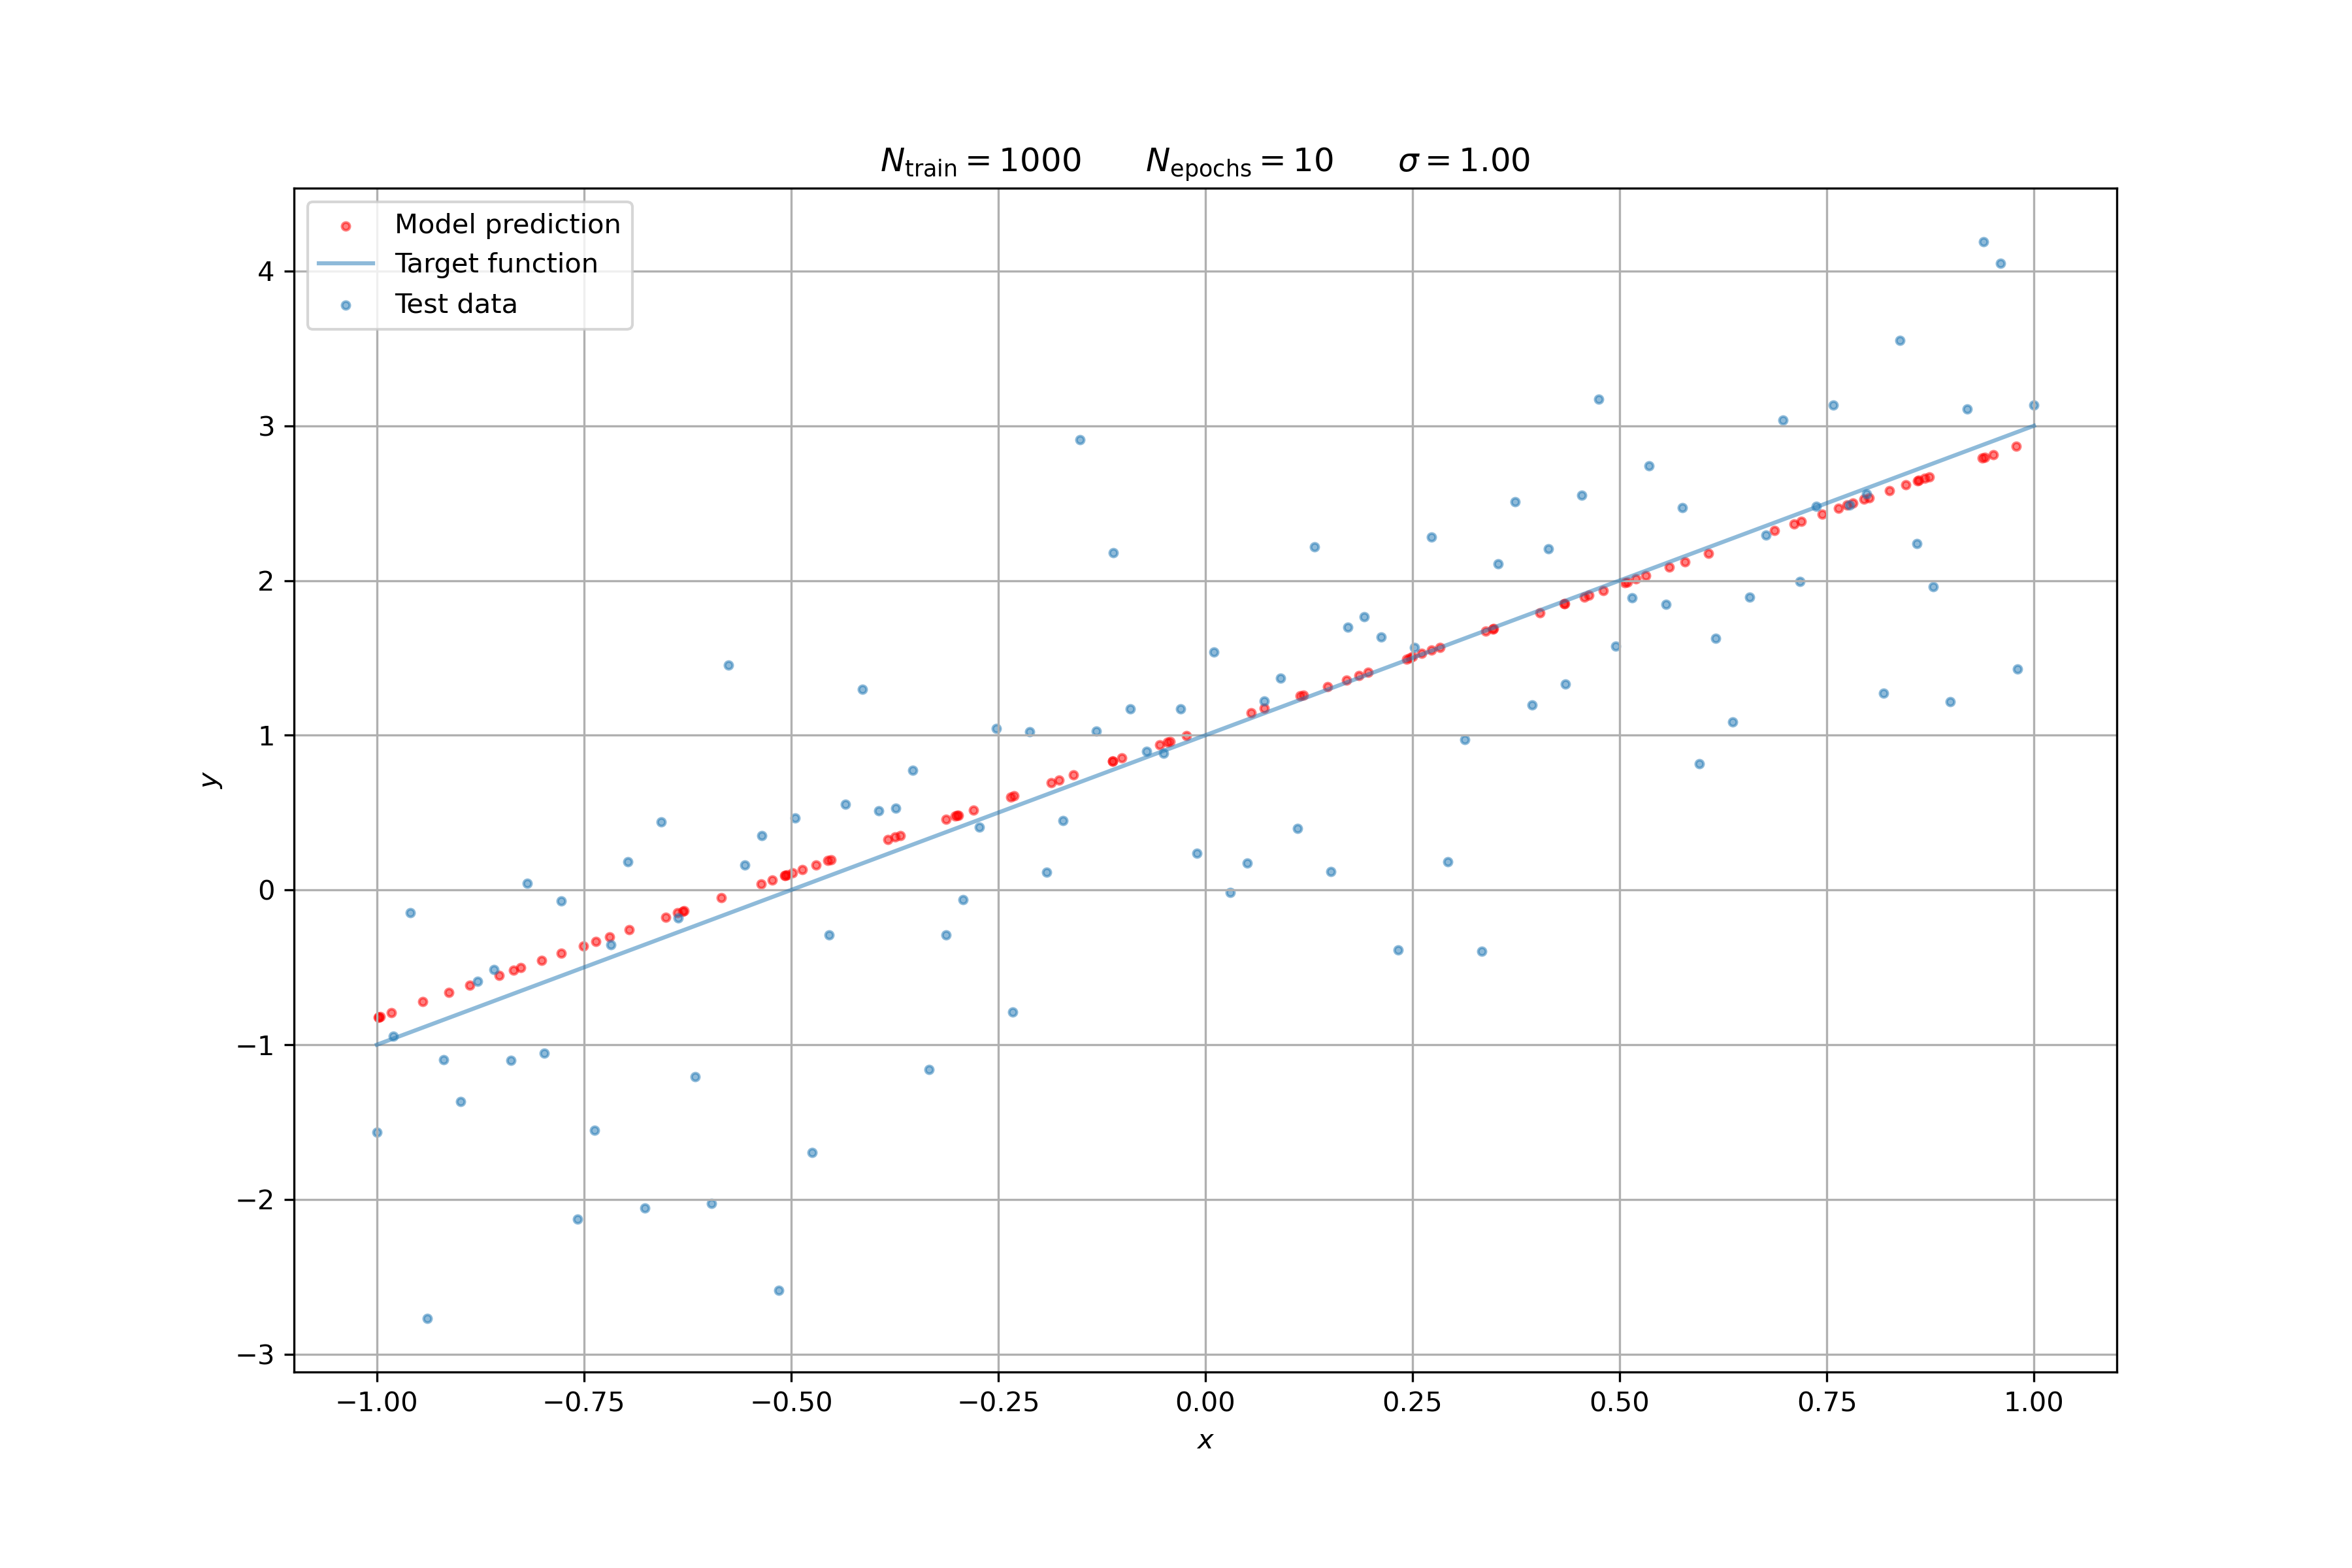 N_train = 1000 N_epochs = 10 σ = 1.00
Model prediction
Target function
Test data
4
3
2
1
0
−1
−2
−3
y
−1.00 −0.75 −0.50 −0.25 0.00 0.25 0.50 0.75 1.00
x